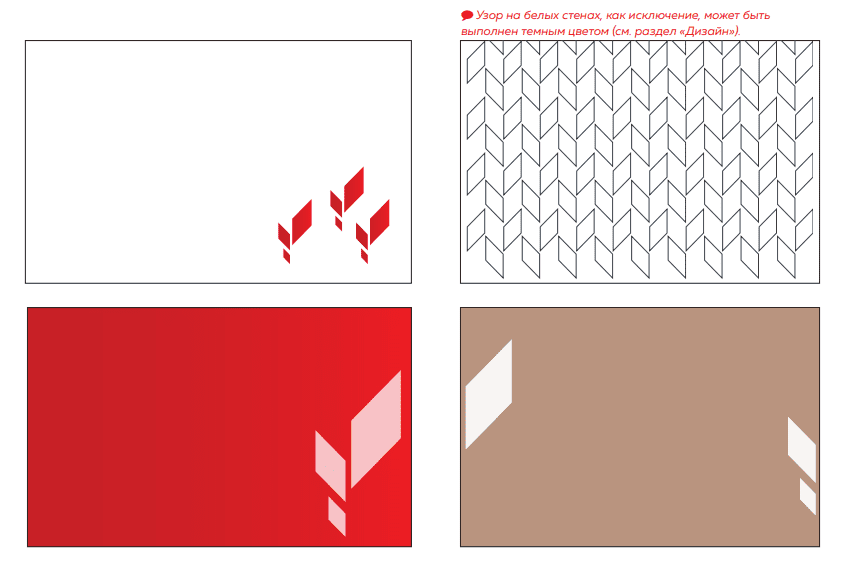 Узор на белых стенах, как исключение, может быть
выполнен темным цветом (см. раздел «Дизайн»).